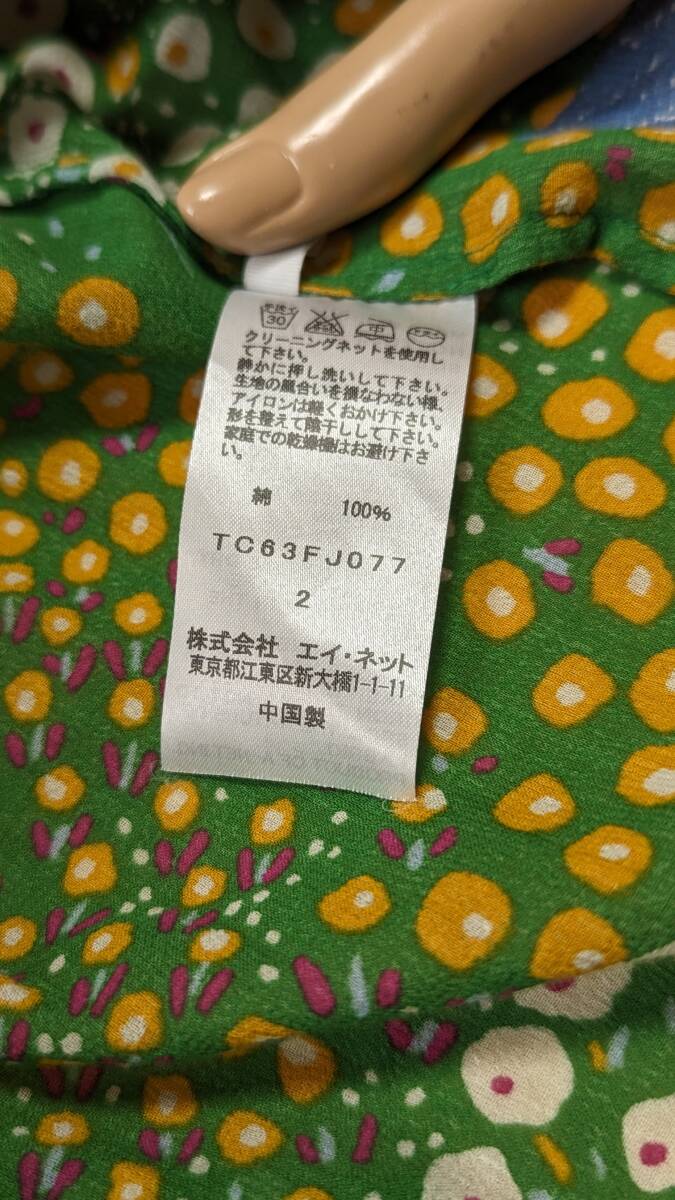 手洗イ 30 中
クリーニングネットを使用し
て下さい。
静かに押し洗いして下さい。
生地の風合いを損なわない様、
アイロンは軽くおかけ下さい。
形を整えて陰干しして下さい。
家庭での乾燥機はお避け下さ
い。
綿 100%
TC63FJ077
2
株式会社 エイ・ネット
東京都江東区新大橋1-1-11
中国製